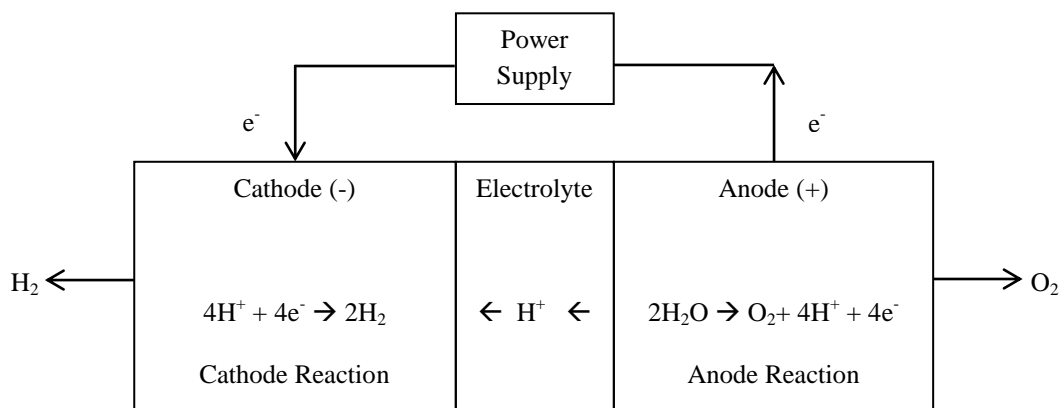 Power
Supply
e⁻ e⁻
Cathode (-) Electrolyte Anode (+)
H₂ O₂
4H⁺ + 4e⁻ → 2H₂ ← H⁺ ← 2H₂O → O₂+ 4H⁺ + 4e⁻
Cathode Reaction Anode Reaction